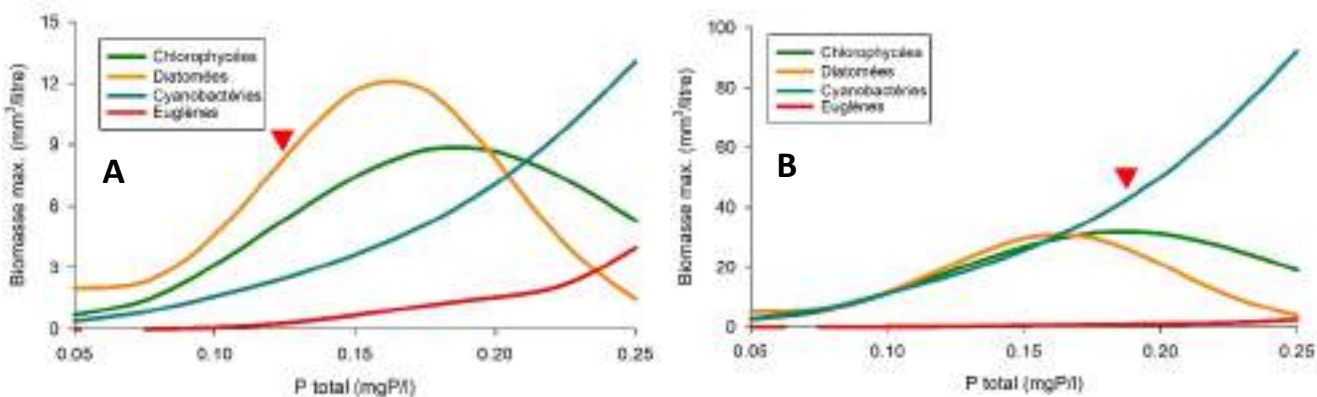 15
12
9
6
3
0
Biomasse max. (mm³/litre)
Chlorophycées
Diatomées
Cyanobactéries
Euglènes
A
0.05 0.10 0.15 0.20 0.25
P total (mgP/l)
100
80
60
40
20
0
Biomasse max. (mm³/litre)
Chlorophycées
Diatomées
Cyanobactéries
Euglènes
B
0.05 0.10 0.15 0.20 0.25
P total (mgP/l)